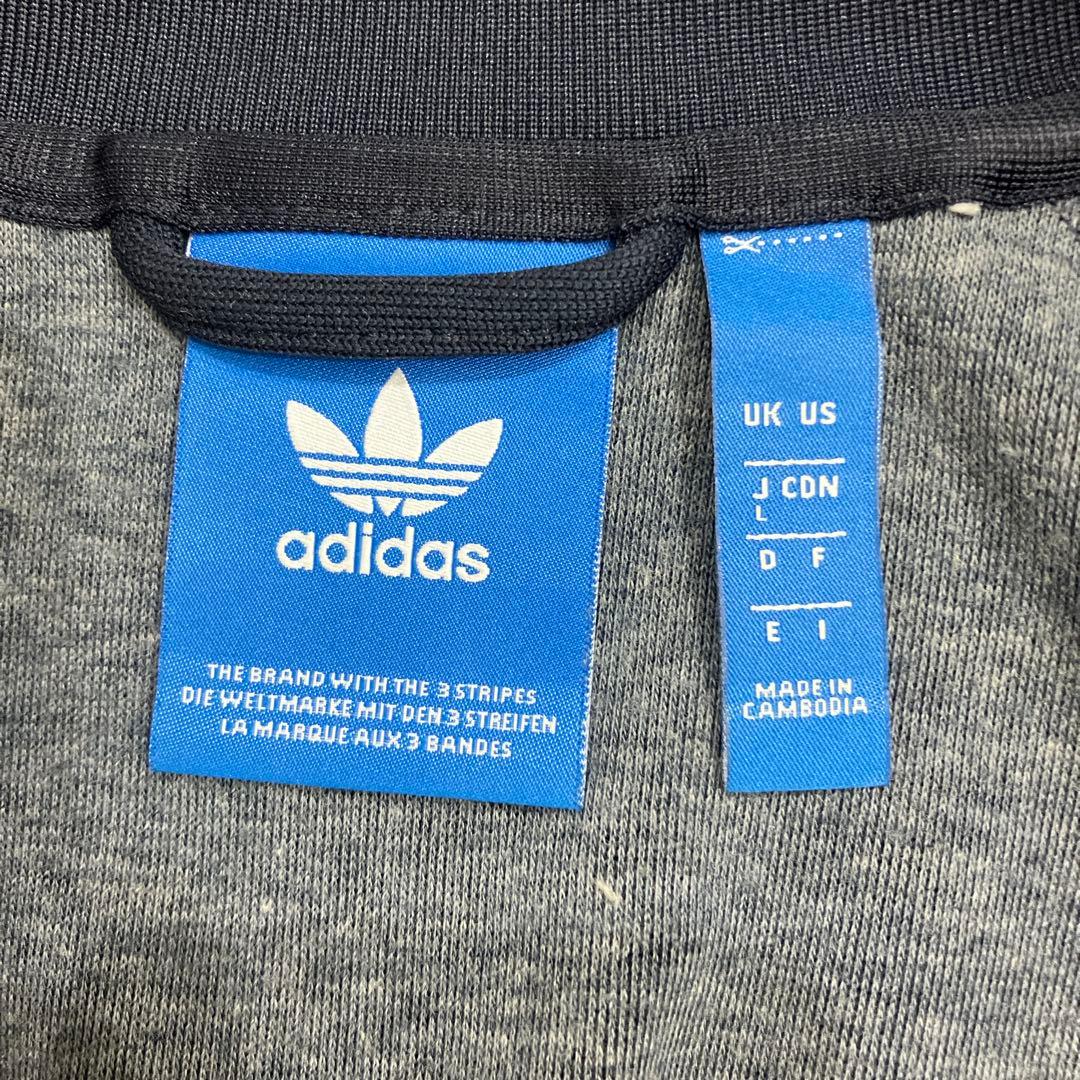 adidas
THE BRAND WITH THE 3 STRIPES
DIE WELTMARKE MIT DEN 3 STREIFEN
LA MARQUE AUX 3 BANDES
UK US
J CDN
L
D F
E I
MADE IN
CAMBODIA